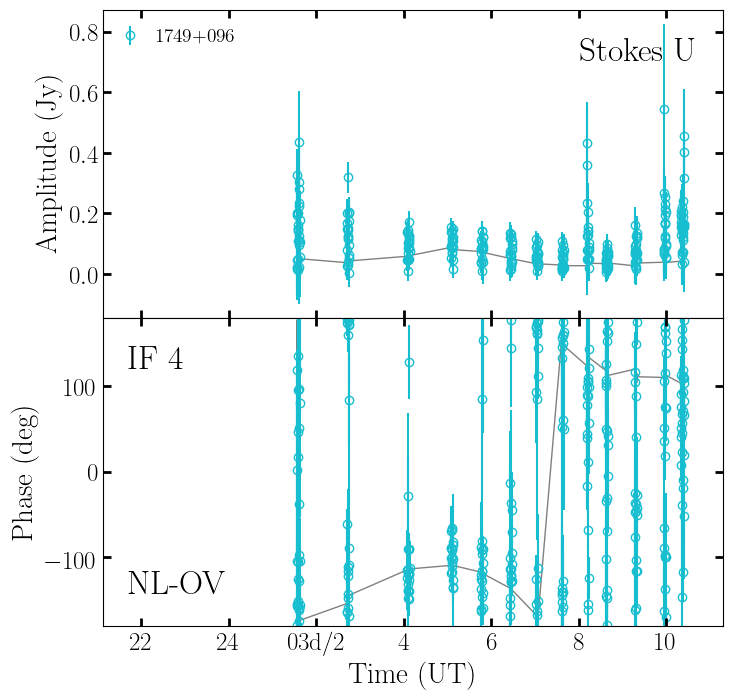 1749+096
Stokes U
0.8
0.6
0.4
0.2
0.0
Amplitude (Jy)
IF 4
100
0
−100
Phase (deg)
NL-OV
22 24 03d/2 4 6 8 10
Time (UT)